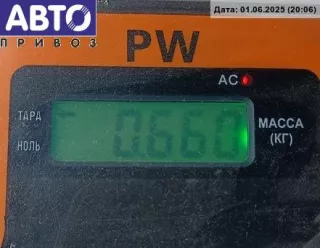 АВТО
ПРИВОЗ
Дата: 01.06.2025 (20:06)
PW
AC
ТАРА
0.660
МАССА
(КГ)
НОЛЬ